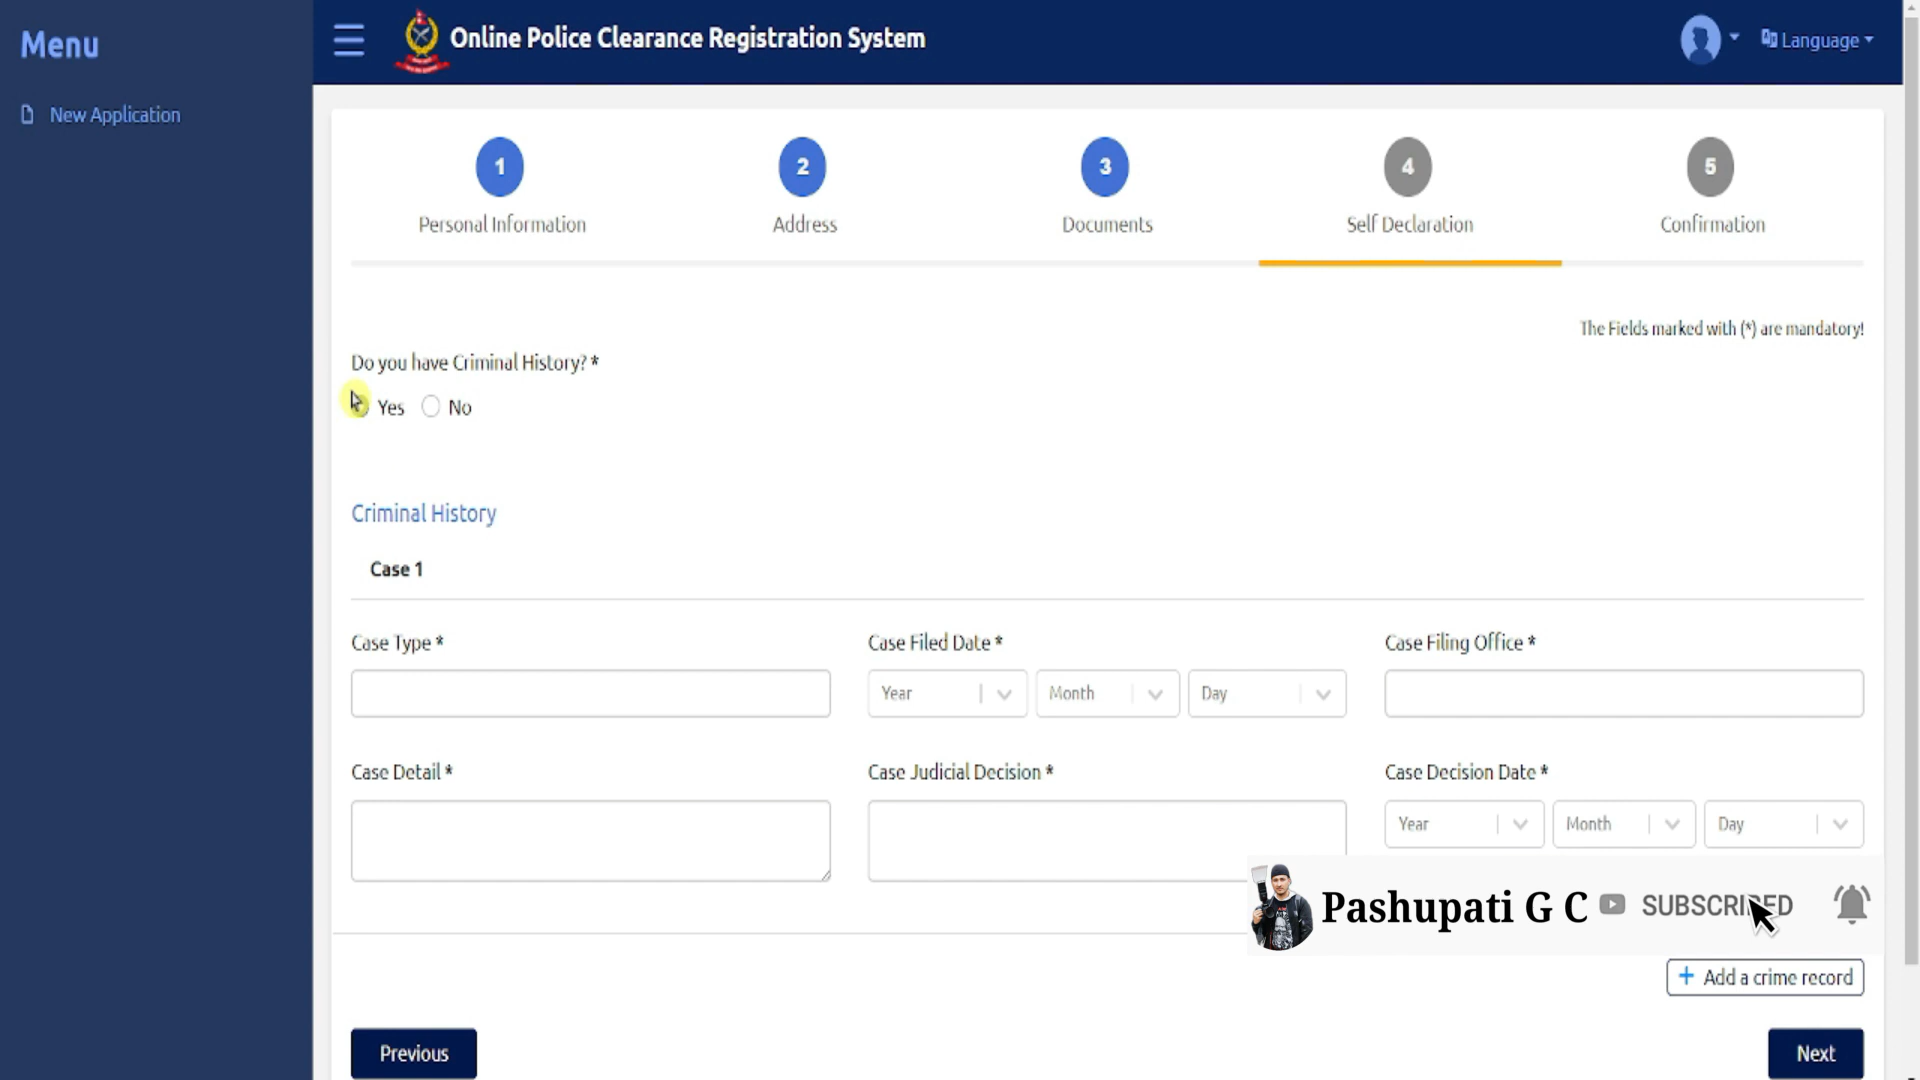 Menu
New Application
Online Police Clearance Registration System
Language
1
2
3
4
5
Personal Information
Address
Documents
Self Declaration
Confirmation
The Fields marked with (*) are mandatory!
Do you have Criminal History? *
Yes No
Criminal History
Case 1
Case Type *
Case Filed Date *
Case Filing Office *
Year Month Day
Case Detail *
Case Judicial Decision *
Case Decision Date *
Year Month Day
Pashupati G C SUBSCRIBED
+ Add a crime record
Previous
Next